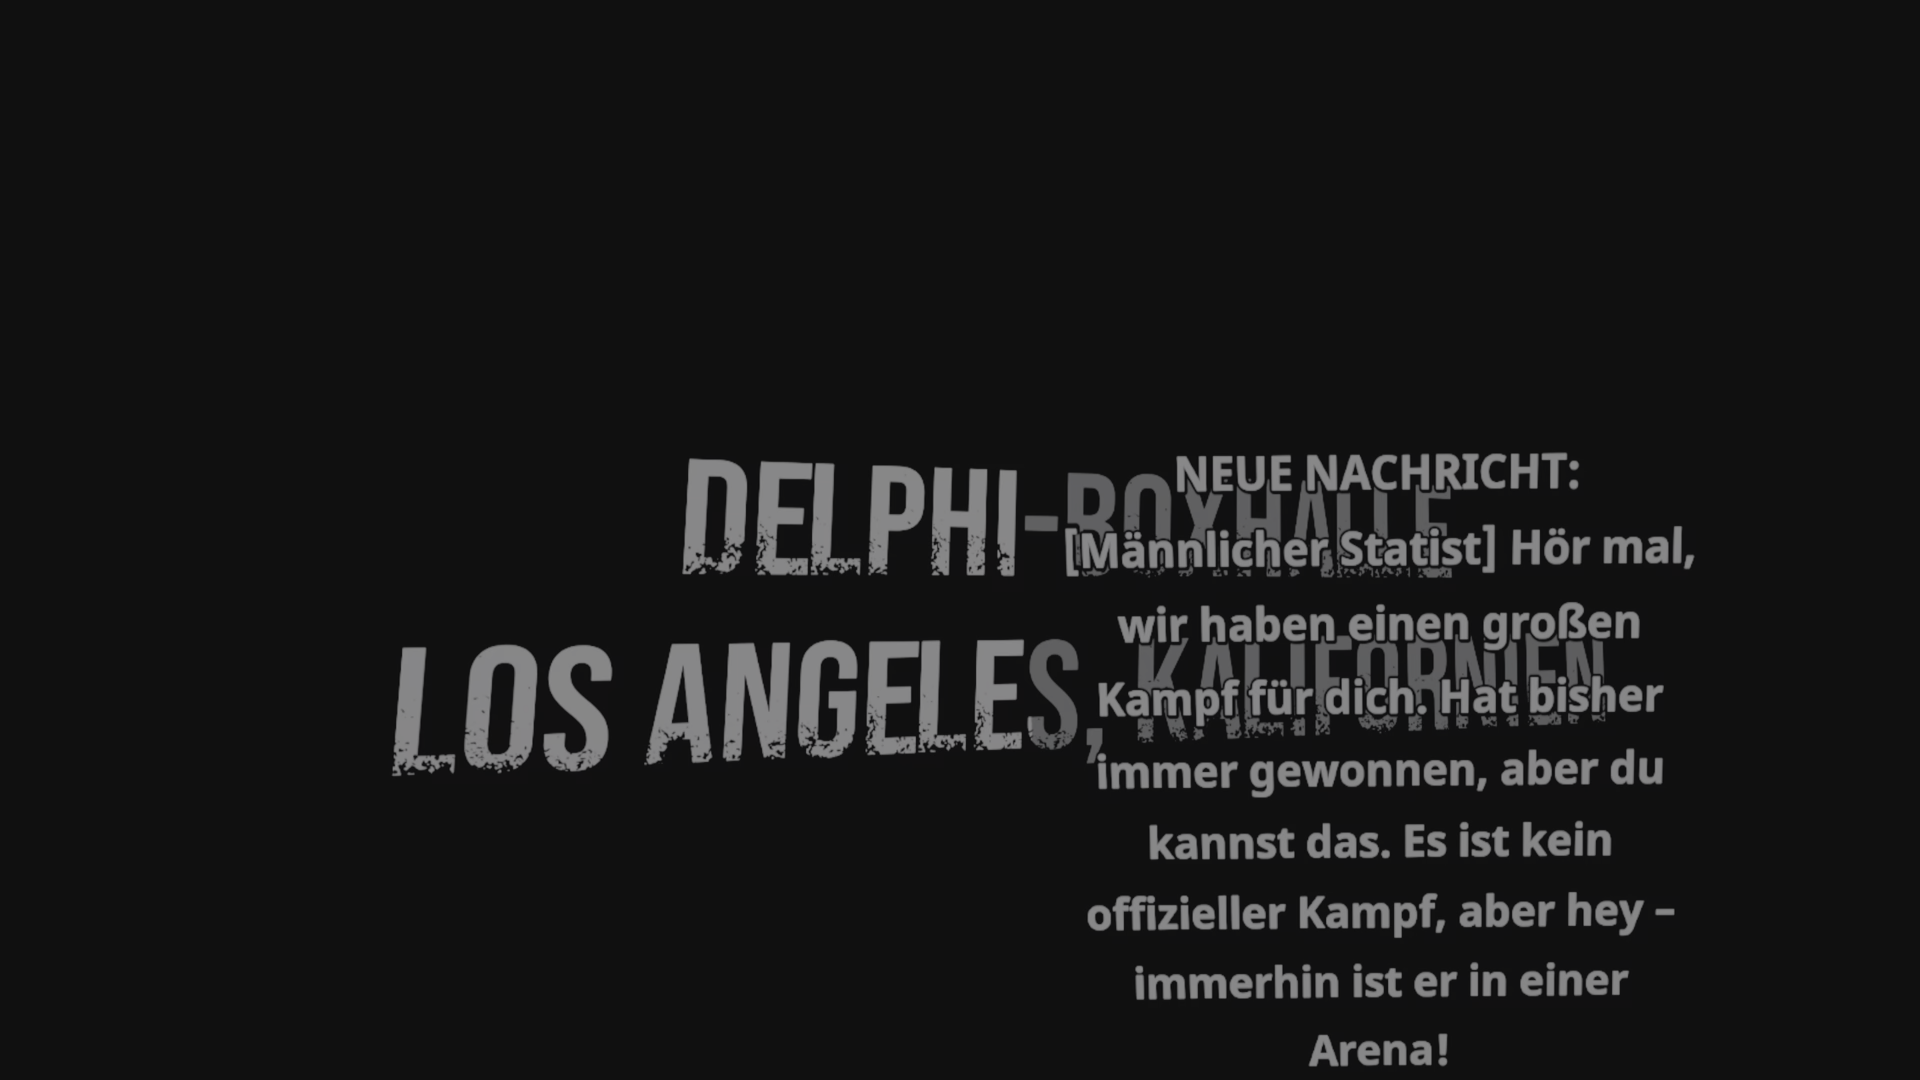 DELPHI-BOXHALLE
LOS ANGELES, KALIFORNIEN
NEUE NACHRICHT:
[Männlicher Statist] Hör mal,
wir haben einen großen
Kampf für dich. Hat bisher
immer gewonnen, aber du
kannst das. Es ist kein
offizieller Kampf, aber hey –
immerhin ist er in einer
Arena!